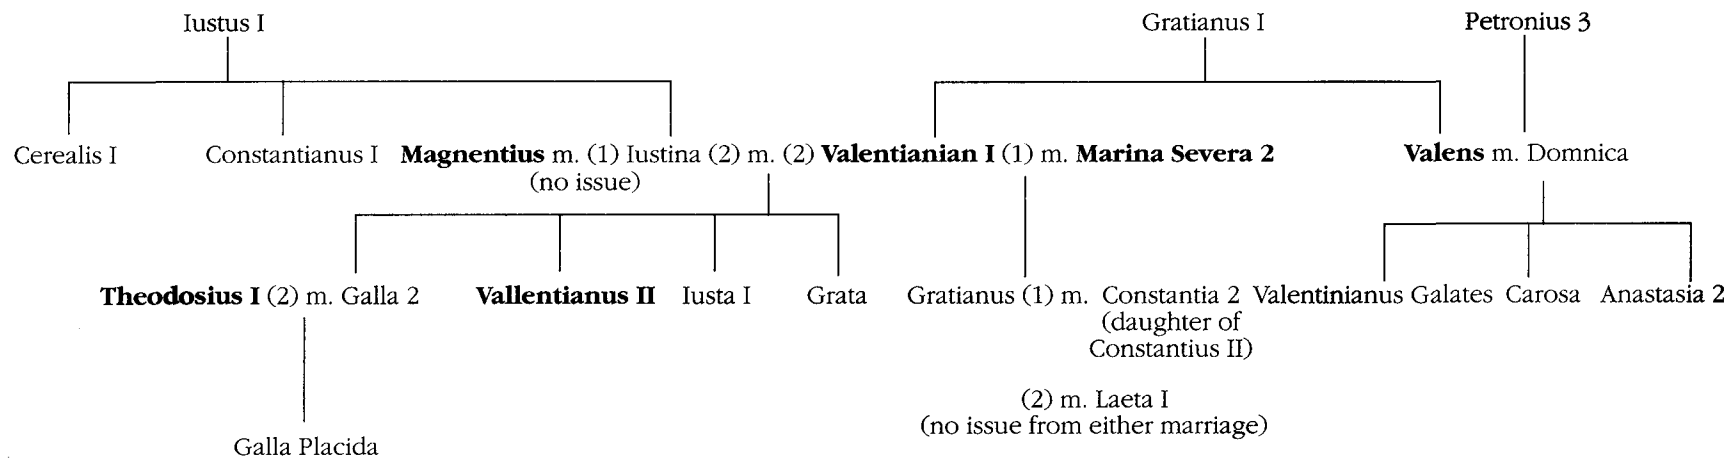 Iustus I Gratianus I Petronius 3
Cerealis I Constantianus I Magnentius m. (1) Iustina (2) m. (2) Valentianian I (1) m. Marina Severa 2 Valens m. Domnica
(no issue)
Theodosius I (2) m. Galla 2 Vallentianus II Iusta I Grata Gratianus (1) m. Constantia 2 Valentinianus Galates Carosa Anastasia 2
(daughter of
Constantius II)
(2) m. Laeta I
(no issue from either marriage)
Galla Placida